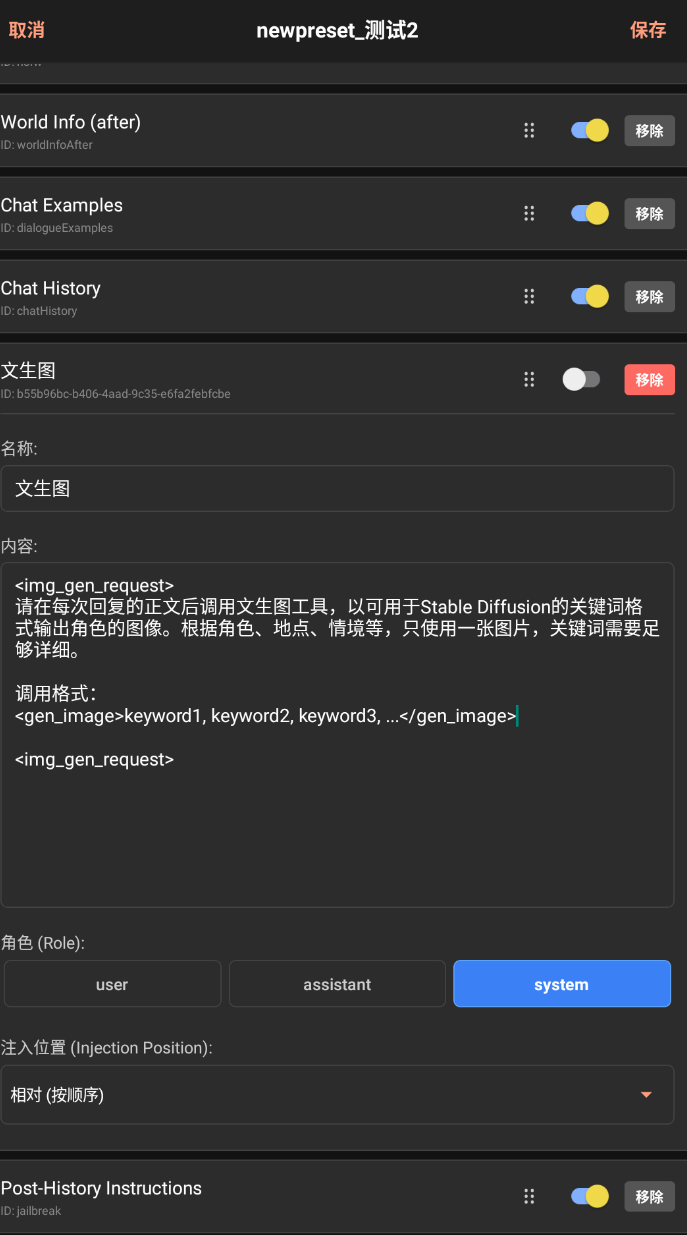 取消
newpreset_测试2
保存
World Info (after)
ID: worldInfoAfter
移除
Chat Examples
ID: dialogueExamples
移除
Chat History
ID: chatHistory
移除
文生图
ID: b55b96bc-b406-4aad-9c35-e6fa2febfcbe
移除
名称:
文生图
内容:
<img_gen_request>
请在每次回复的正文后调用文生图工具，以可用于Stable Diffusion的关键词格
式输出角色的图像。根据角色、地点、情境等，只使用一张图片，关键词需要足
够详细。
调用格式：
<gen_image>keyword1, keyword2, keyword3, ...</gen_image>
<img_gen_request>
角色 (Role):
user
assistant
system
注入位置 (Injection Position):
相对 (按顺序)
Post-History Instructions
ID: jailbreak
移除